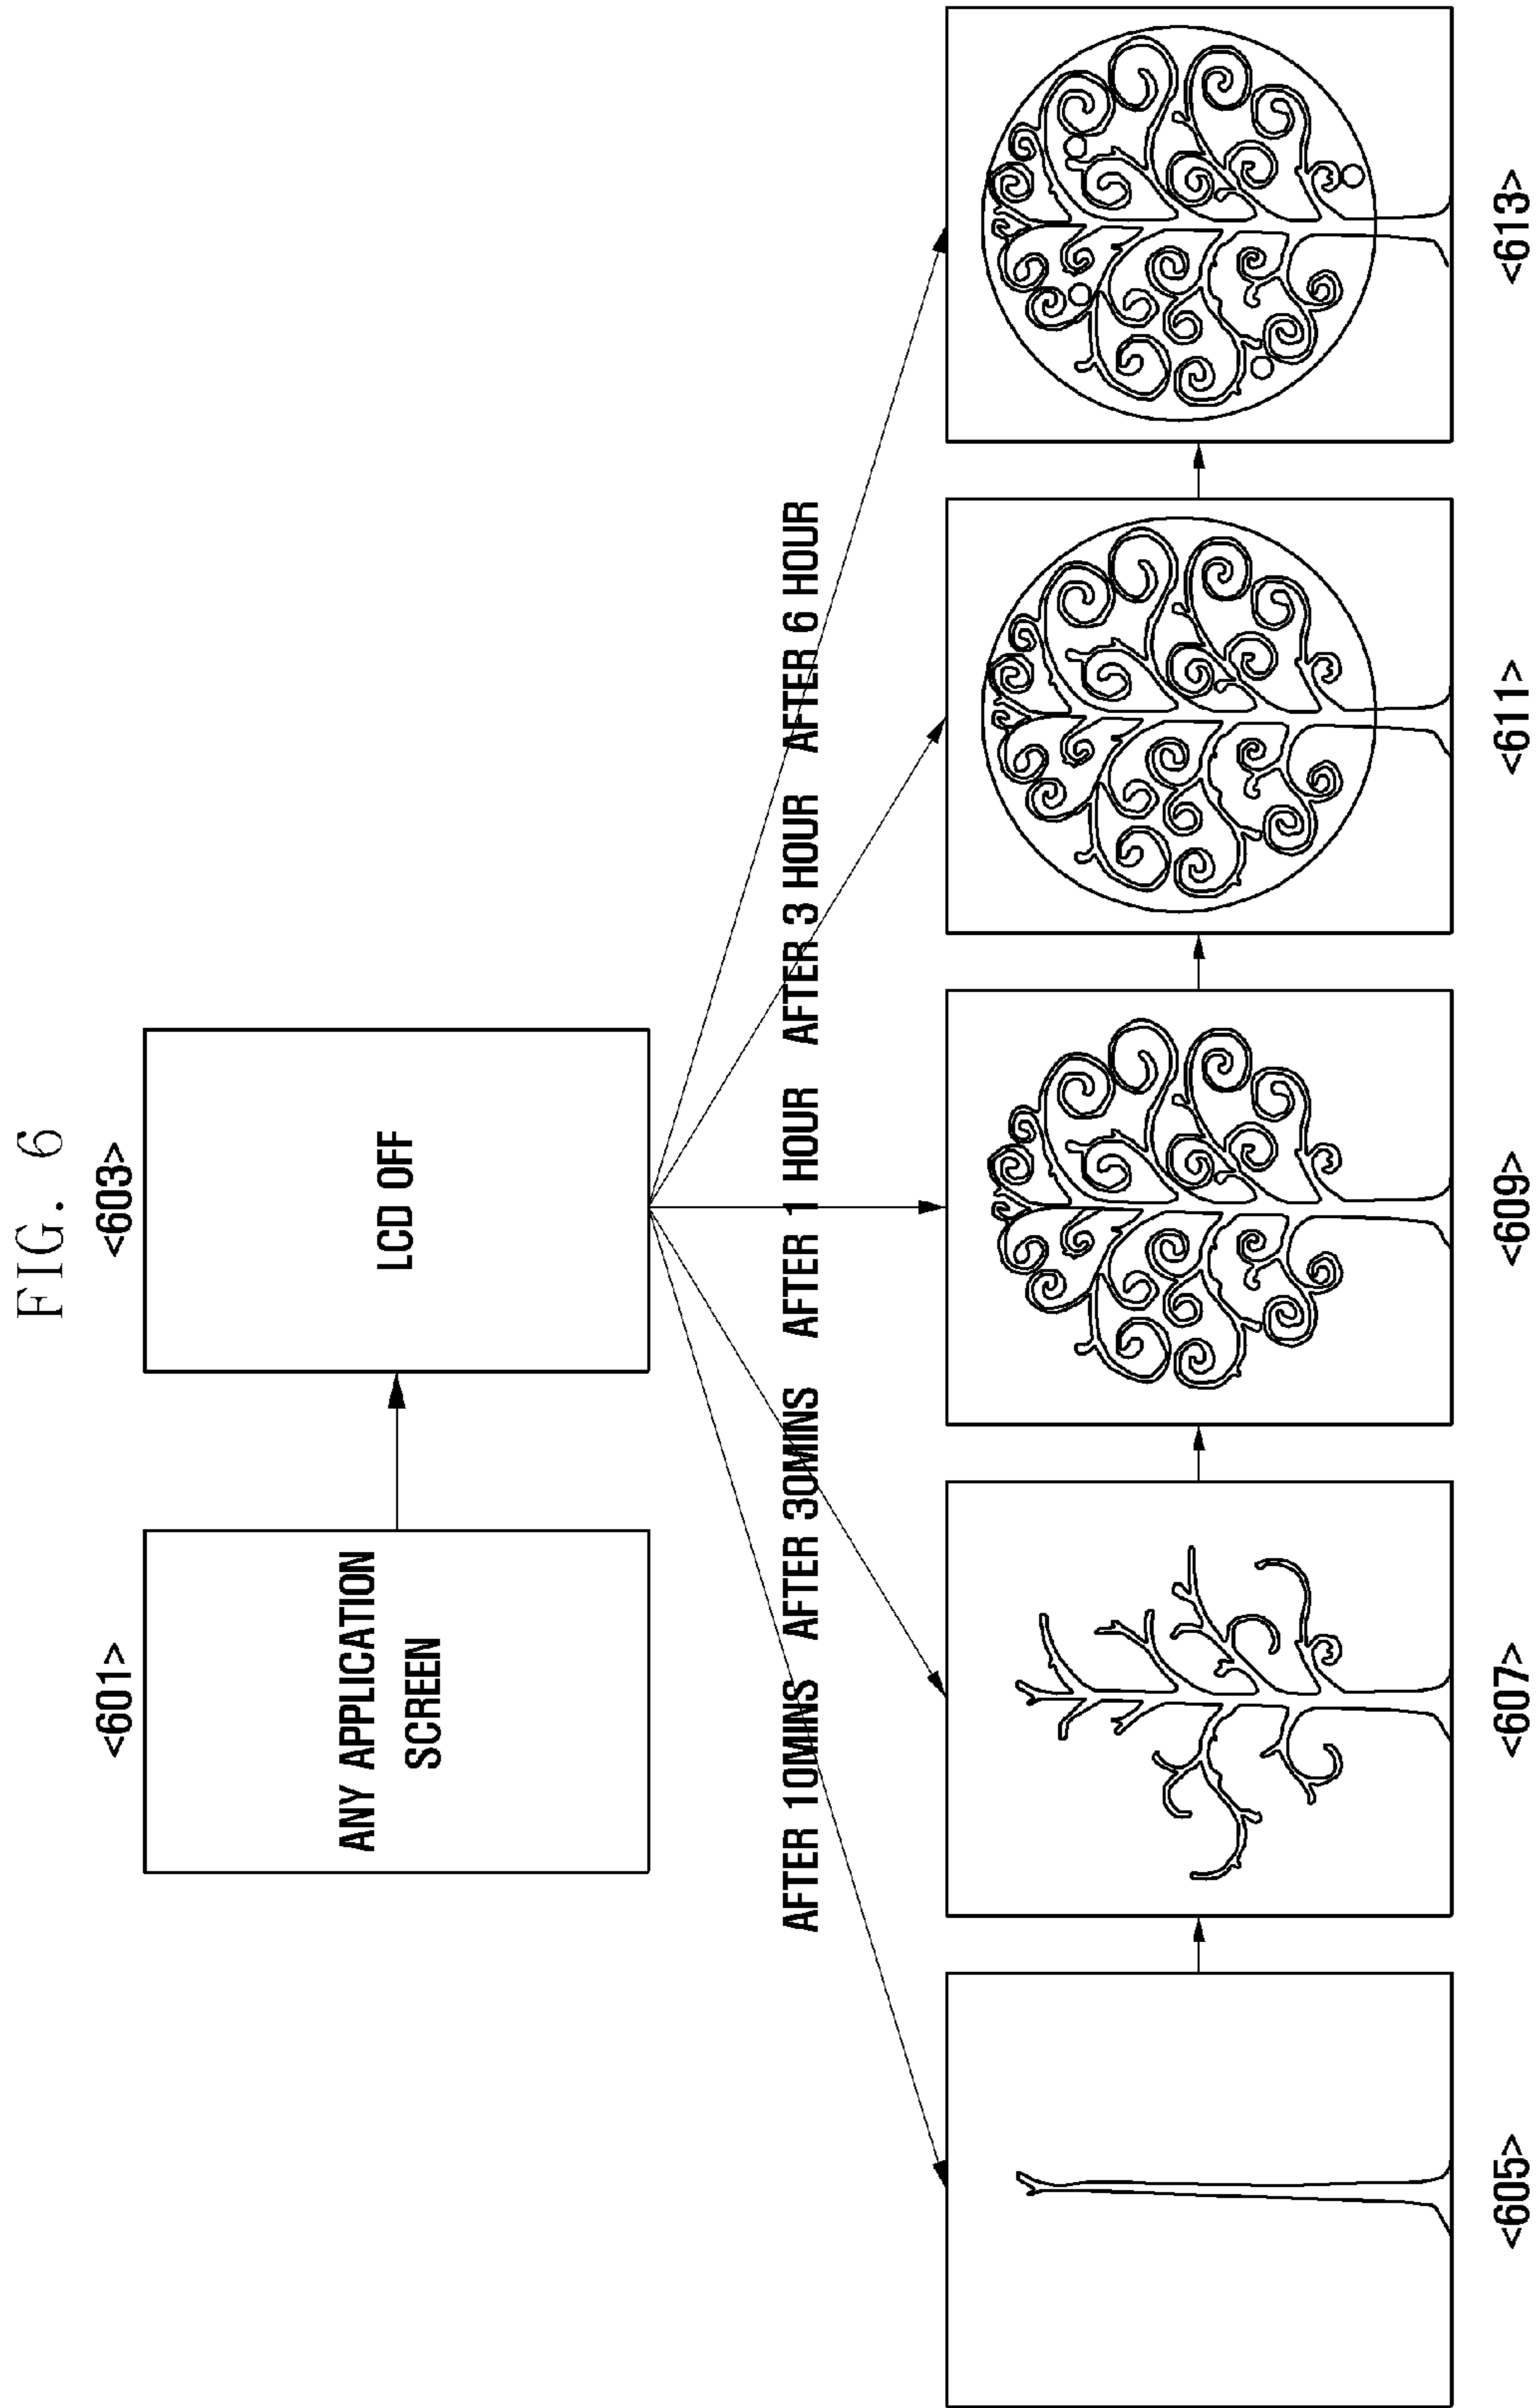 FIG. 6
<601>
<603>
ANY APPLICATION
SCREEN
LCD OFF
AFTER 10MINS
AFTER 30MINS
AFTER 1 HOUR
AFTER 3 HOUR
AFTER 6 HOUR
<605>
<607>
<609>
<611>
<613>